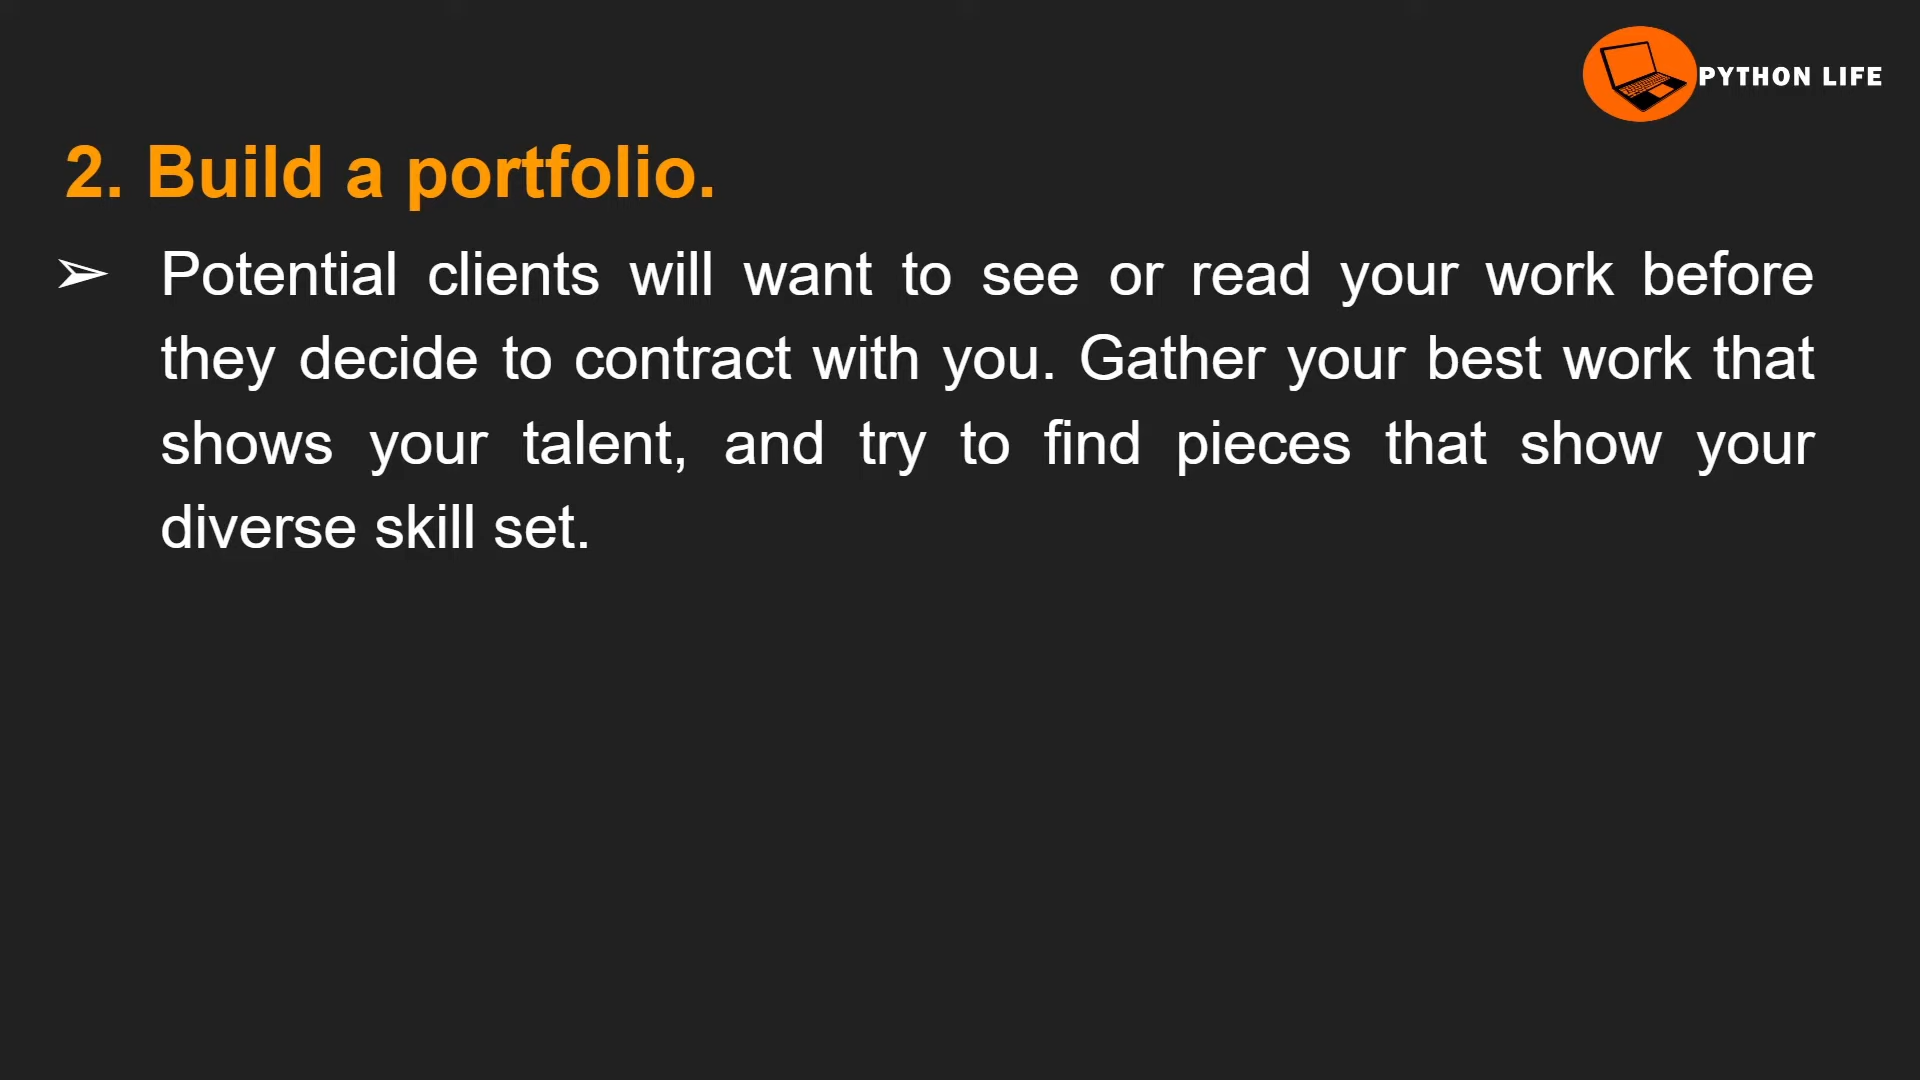 PYTHON LIFE
2. Build a portfolio.
➢ Potential clients will want to see or read your work before
they decide to contract with you. Gather your best work that
shows your talent, and try to find pieces that show your
diverse skill set.